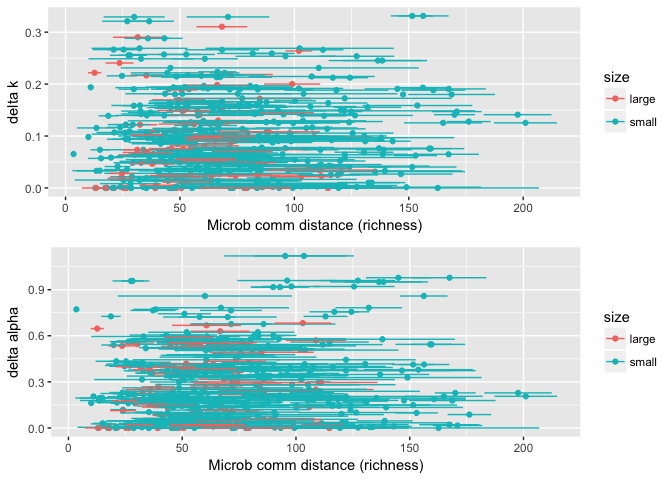 delta k
0.3
0.2
0.1
0.0
0 50 100 150 200
Microb comm distance (richness)
size
large
small
delta alpha
0.9
0.6
0.3
0.0
0 50 100 150 200
Microb comm distance (richness)
size
large
small